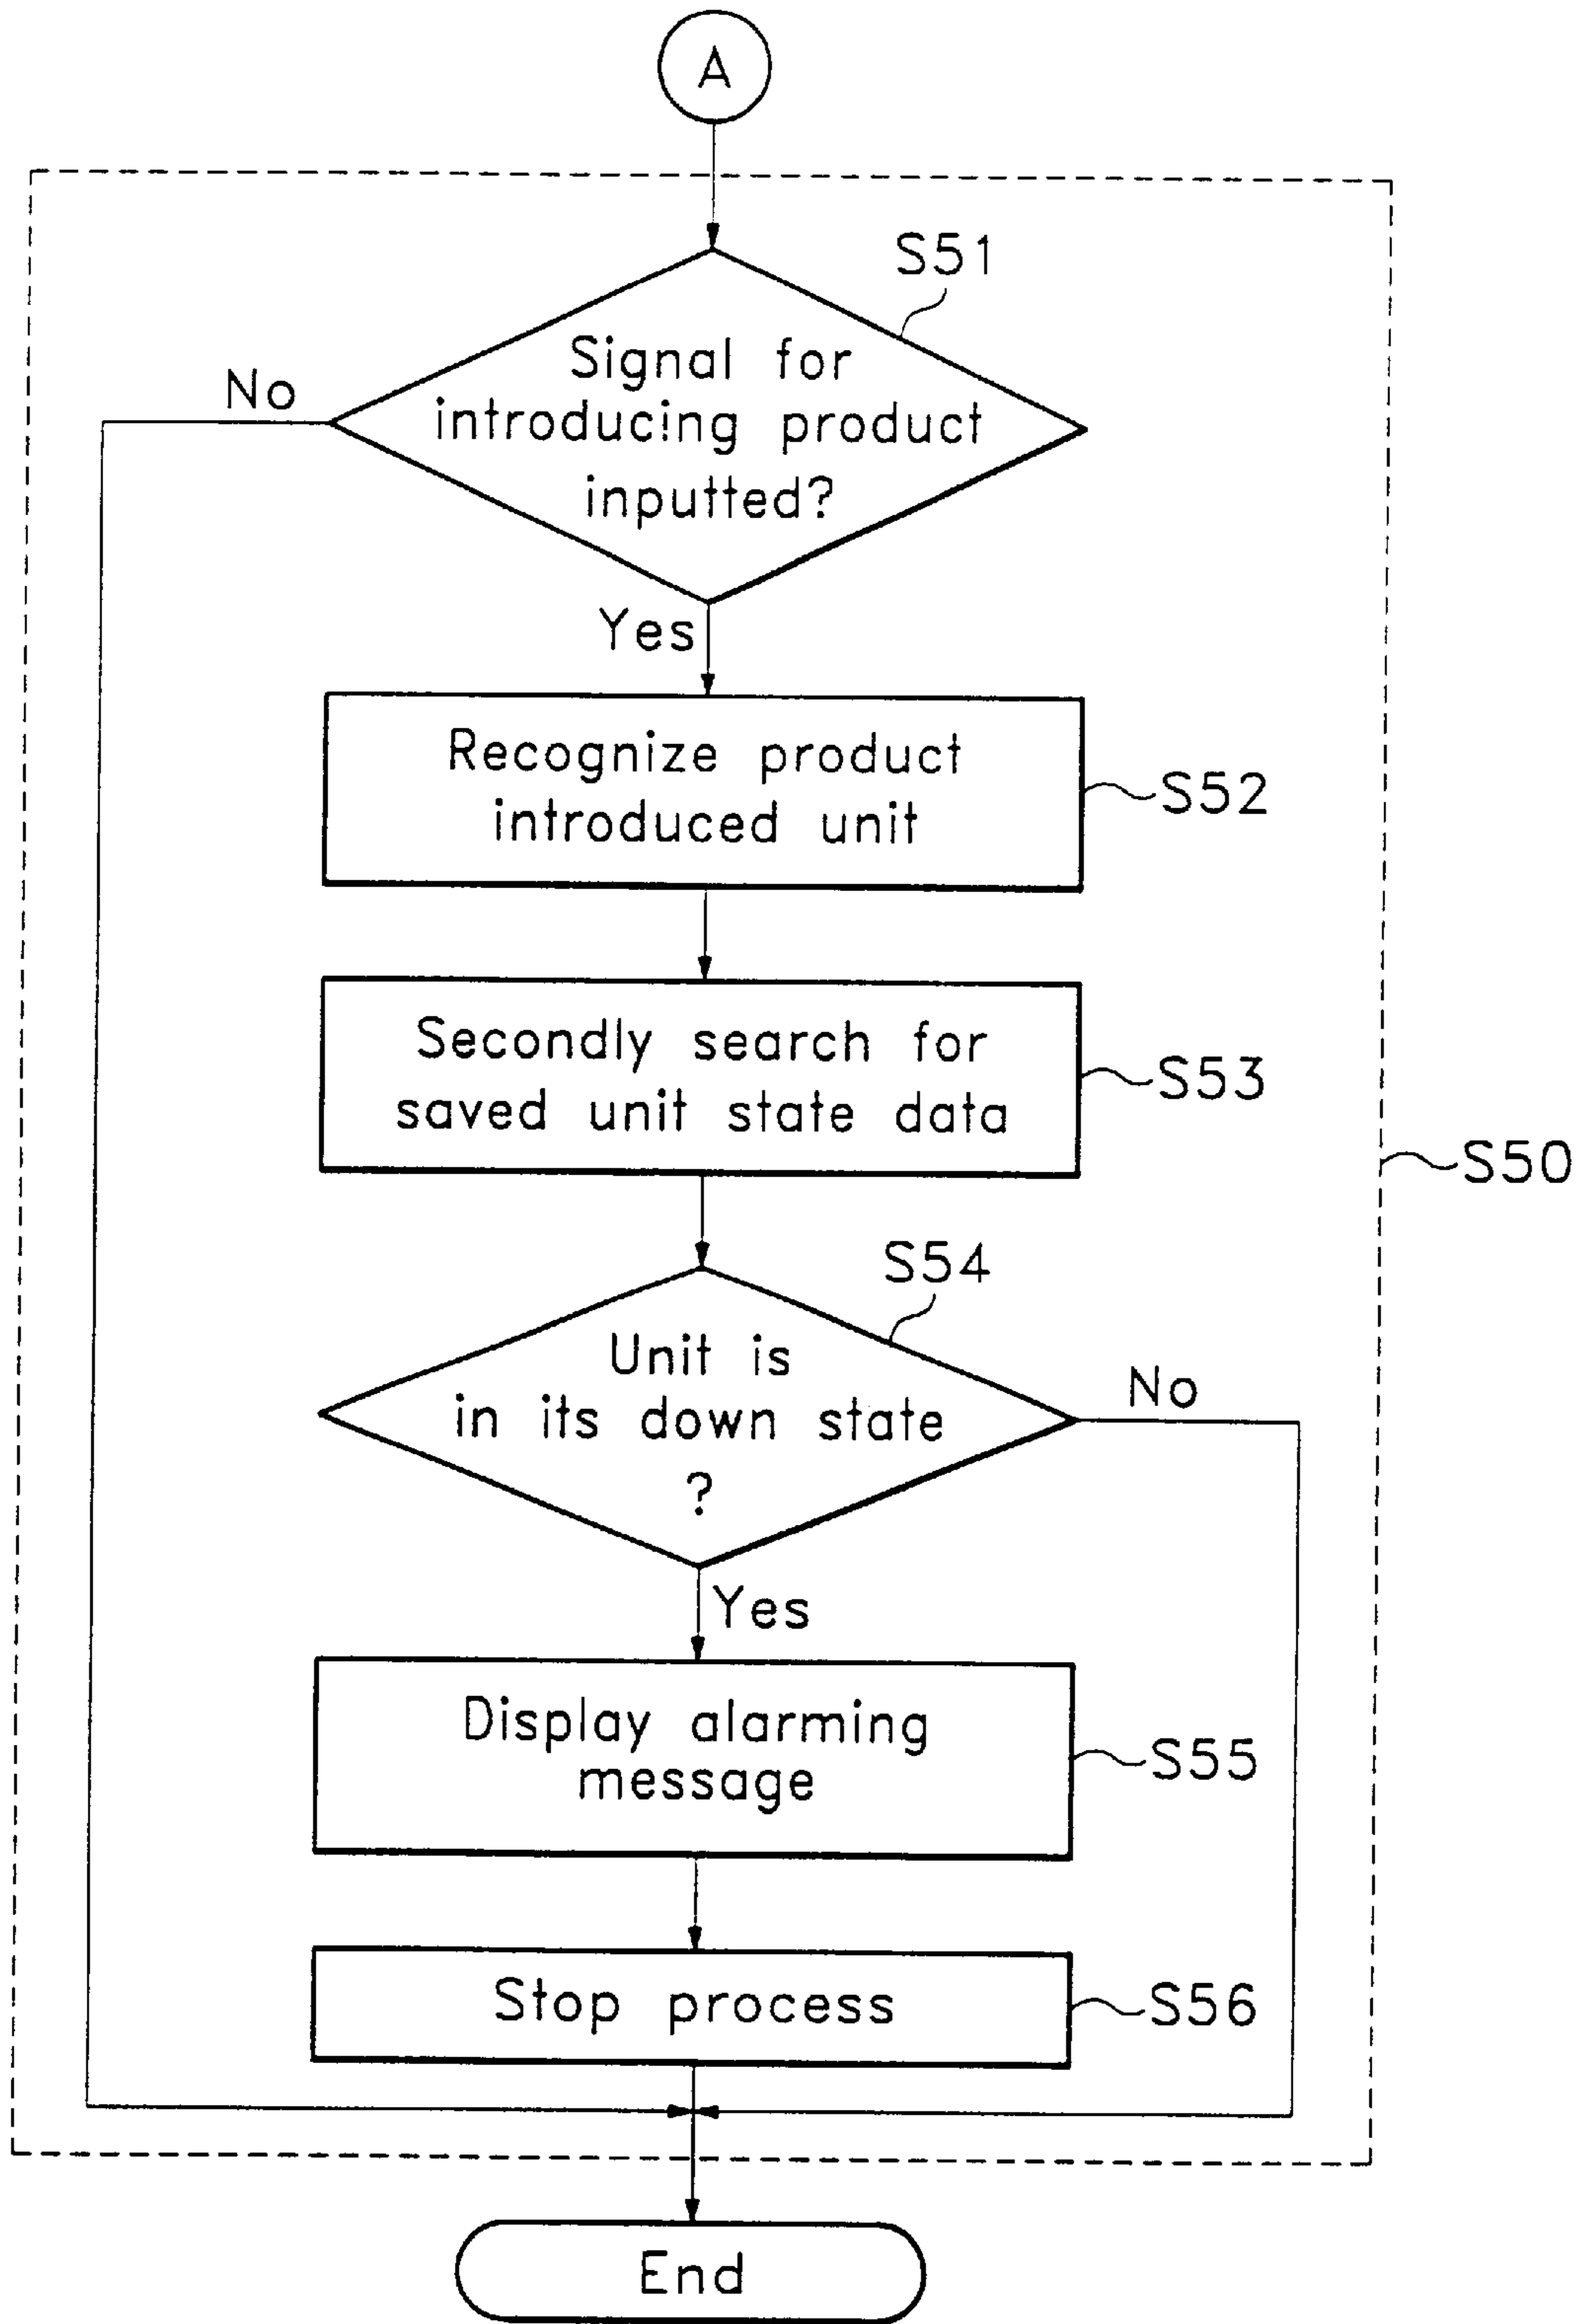 A
S51
Signal for
introducing product
inputted?
No
Yes
Recognize product
introduced unit
S52
Secondly search for
saved unit state data
S53
S50
S54
Unit is
in its down state
?
No
Yes
Display alarming
message
S55
Stop process
S56
End